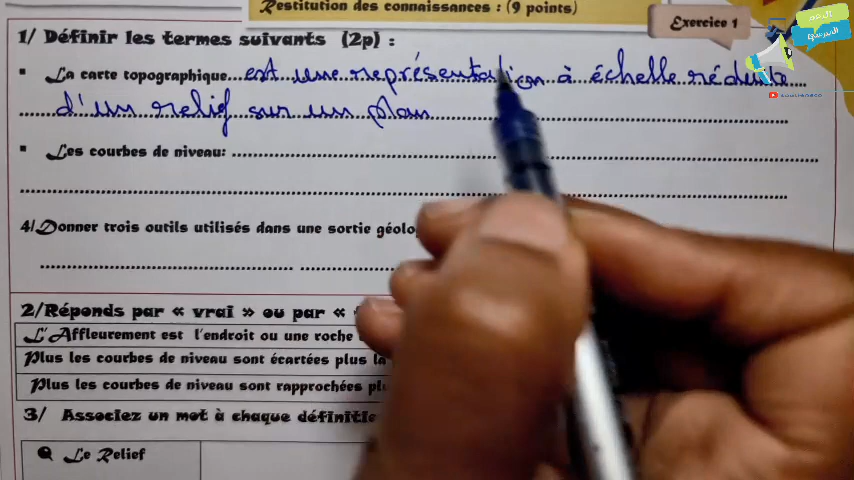 Restitution des connaissances : (9 points)
Exercice 1
1/ Définir les termes suivants (2p) :
▪ La carte topographique...est une représentation à échelle réduite
d'un relief sur un plan
▪ Les courbes de niveau:
4/Donner trois outils utilisés dans une sortie
2/Réponds par « vrai » ou par «
L'Affleurement est l'endroit ou une roche
Plus les courbes de niveau sont écartées plus la
Plus les courbes de niveau sont rapprochées
3/ Associez un mot à chaque
Le Relief